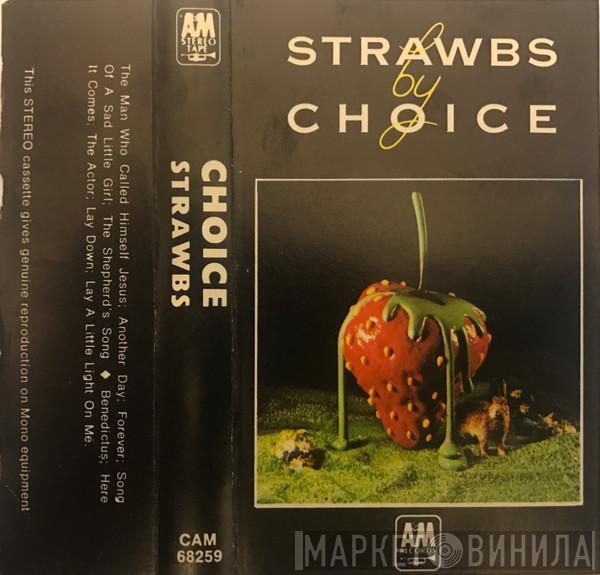 STRAWBS
by
CHOICE
A&M
RECORDS
A&M
STEREO
TAPE
CHOICE
STRAWBS
CAM
68259
The Man Who Called Himself Jesus; Another Day; Forever; Song
Of A Sad Little Girl; The Shepherd's Song ♦ Benedictus; Here
It Comes; The Actor; Lay Down; Lay A Little Light On Me.
This STEREO cassette gives genuine reproduction on Mono equipment
МАРКЕТ ВИНИЛА